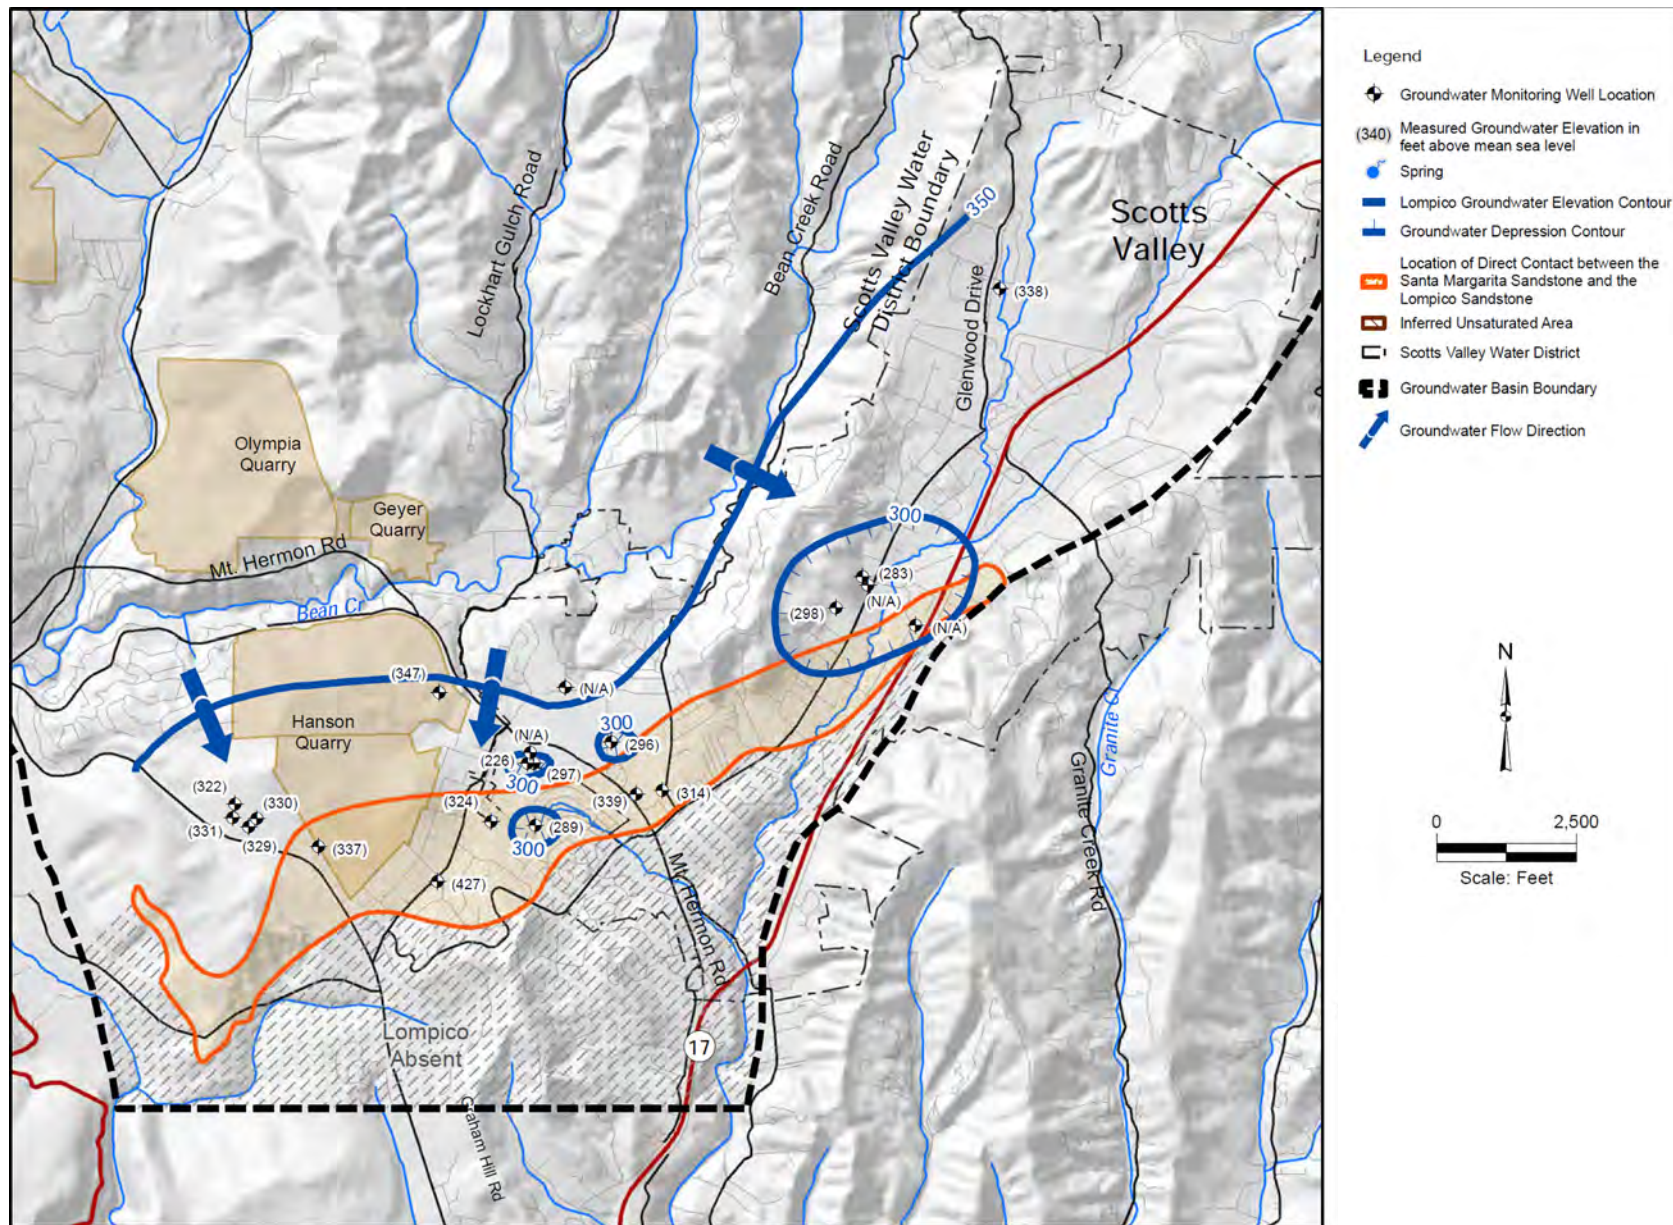 Legend
Groundwater Monitoring Well Location
(340)
Measured Groundwater Elevation in
feet above mean sea level
Spring
Lompico Groundwater Elevation Contour
Groundwater Depression Contour
Location of Direct Contact between the
Santa Margarita Sandstone and the
Lompico Sandstone
Inferred Unsaturated Area
Scotts Valley Water District
Groundwater Basin Boundary
Groundwater Flow Direction
N
0 2,500
Scale: Feet
Lockhart Gulch Road
Bean Creek Road
Scotts Valley Water
District Boundary
350
Scotts
Valley
Glenwood Drive
(338)
Olympia
Quarry
Geyer
Quarry
Mt. Hermon Rd
Bean Cr
300
(283)
(N/A)
(298)
(N/A)
(347)
(N/A)
Hanson
Quarry
300
(296)
(N/A)
(226)
(297)
300
(322)
(330)
(331)
(329)
(337)
(324)
(339)
(314)
(289)
300
(427)
Mt. Hermon Rd
Granite Cr
Granite Creek Rd
Lompico
Absent
17
Graham Hill Rd